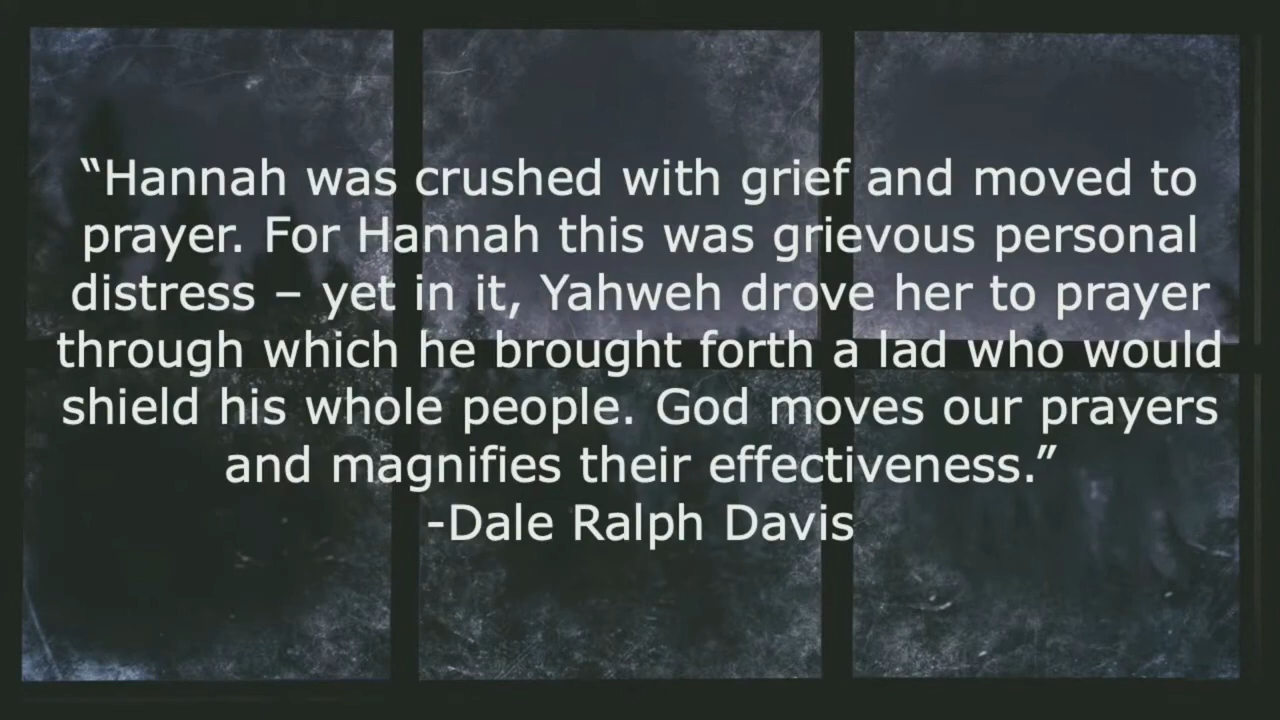 “Hannah was crushed with grief and moved to
prayer. For Hannah this was grievous personal
distress – yet in it, Yahweh drove her to prayer
through which he brought forth a lad who would
shield his whole people. God moves our prayers
and magnifies their effectiveness.”
-Dale Ralph Davis